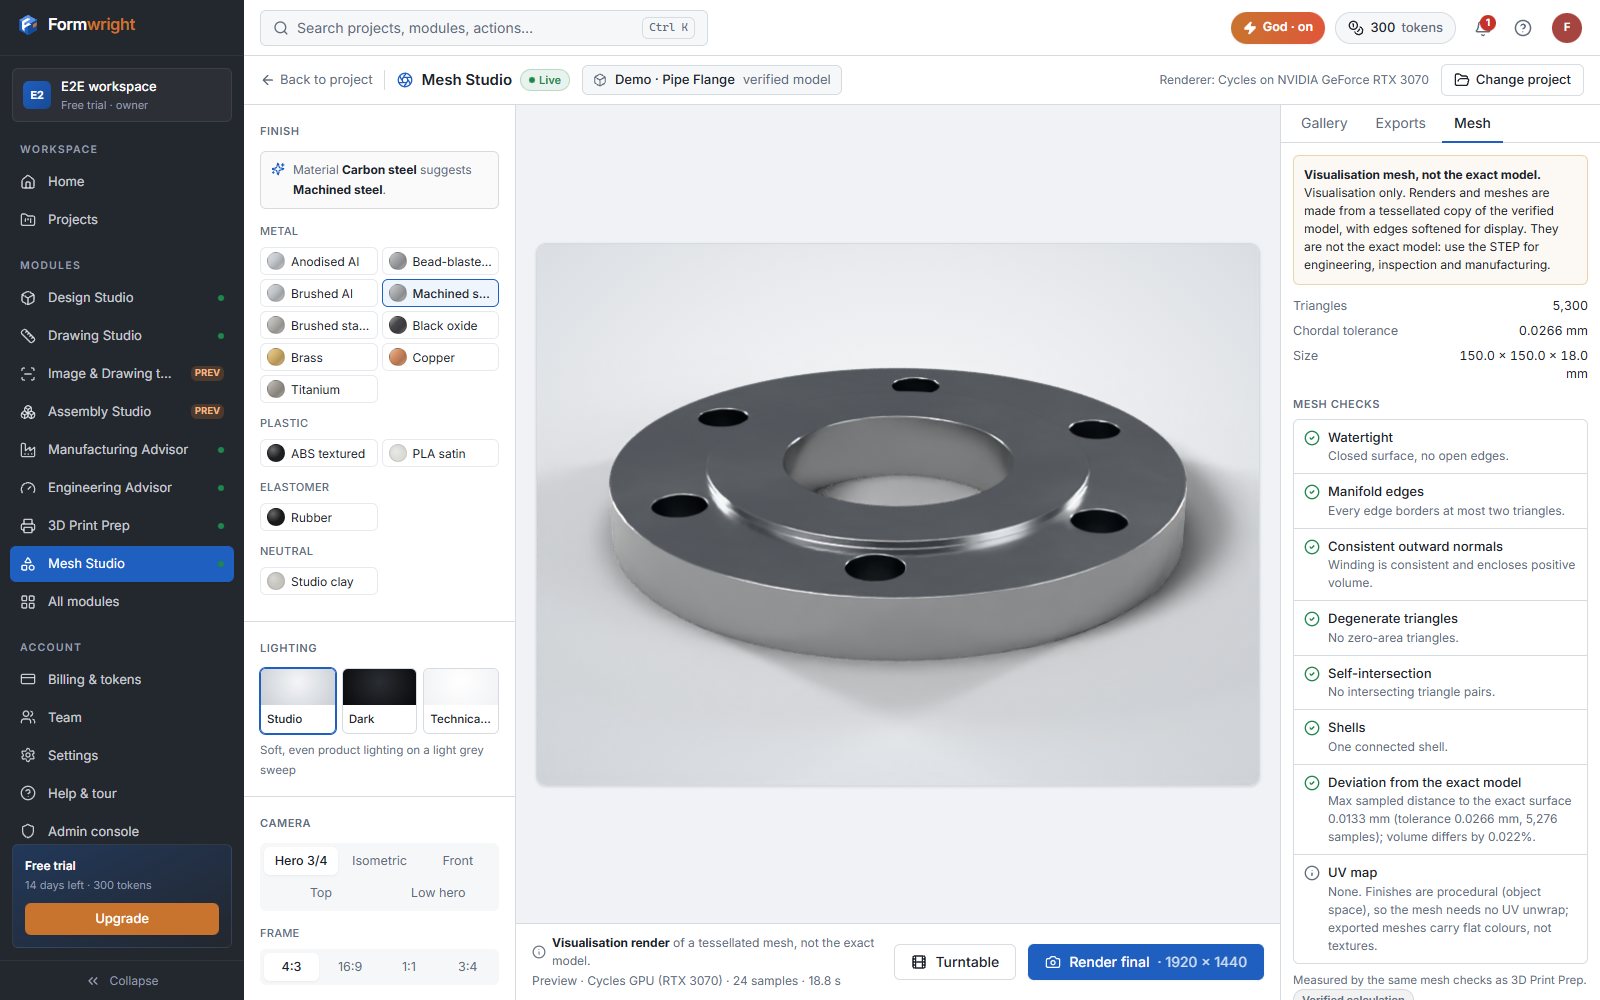 Formwright
E2
E2E workspace
Free trial · owner
WORKSPACE
Home
Projects
MODULES
Design Studio
Drawing Studio
Image & Drawing t...
PREV
Assembly Studio
PREV
Manufacturing Advisor
Engineering Advisor
3D Print Prep
Mesh Studio
All modules
ACCOUNT
Billing & tokens
Team
Settings
Help & tour
Admin console
Free trial
14 days left · 300 tokens
Upgrade
Collapse
Search projects, modules, actions...
Ctrl K
God · on
300 tokens
1
F
Back to project
Mesh Studio
Live
Demo · Pipe Flange verified model
Renderer: Cycles on NVIDIA GeForce RTX 3070
Change project
FINISH
Material Carbon steel suggests
Machined steel.
METAL
Anodised Al
Bead-blaste...
Brushed Al
Machined s...
Brushed sta...
Black oxide
Brass
Copper
Titanium
PLASTIC
ABS textured
PLA satin
ELASTOMER
Rubber
NEUTRAL
Studio clay
LIGHTING
Studio
Dark
Technica...
Soft, even product lighting on a light grey
sweep
CAMERA
Hero 3/4
Isometric
Front
Top
Low hero
FRAME
4:3
16:9
1:1
3:4
Visualisation render of a tessellated mesh, not the exact
model.
Preview · Cycles GPU (RTX 3070) · 24 samples · 18.8 s
Turntable
Render final · 1920 × 1440
Gallery
Exports
Mesh
Visualisation mesh, not the exact model.
Visualisation only. Renders and meshes are
made from a tessellated copy of the verified
model, with edges softened for display. They
are not the exact model: use the STEP for
engineering, inspection and manufacturing.
Triangles
5,300
Chordal tolerance
0.0266 mm
Size
150.0 × 150.0 × 18.0
mm
MESH CHECKS
Watertight
Closed surface, no open edges.
Manifold edges
Every edge borders at most two triangles.
Consistent outward normals
Winding is consistent and encloses positive
volume.
Degenerate triangles
No zero-area triangles.
Self-intersection
No intersecting triangle pairs.
Shells
One connected shell.
Deviation from the exact model
Max sampled distance to the exact surface
0.0133 mm (tolerance 0.0266 mm, 5,276
samples); volume differs by 0.022%.
UV map
None. Finishes are procedural (object
space), so the mesh needs no UV unwrap;
exported meshes carry flat colours, not
textures.
Measured by the same mesh checks as 3D Print Prep.
Verified calculation